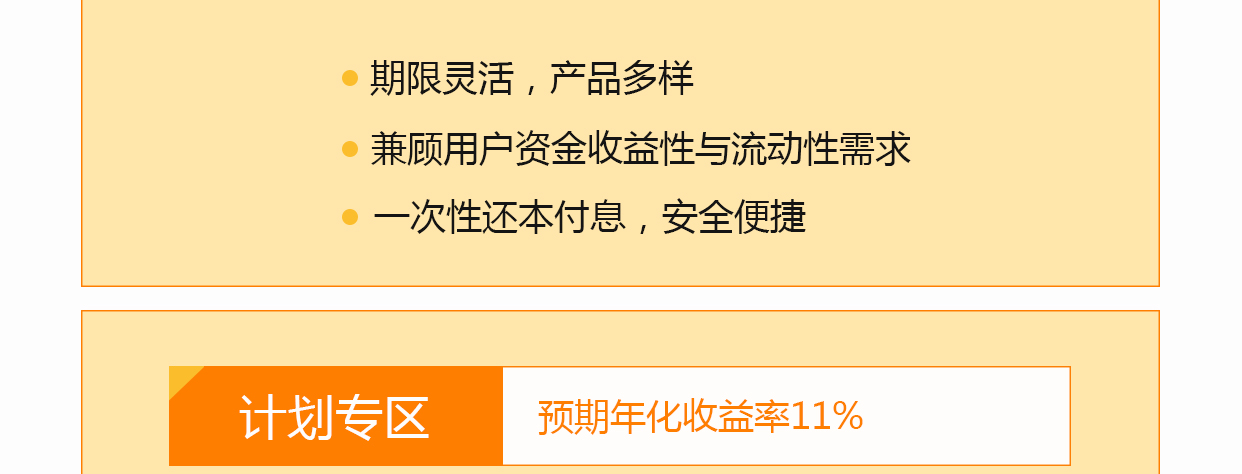 期限灵活，产品多样
兼顾用户资金收益性与流动性需求
一次性还本付息，安全便捷
计划专区
预期年化收益率11%